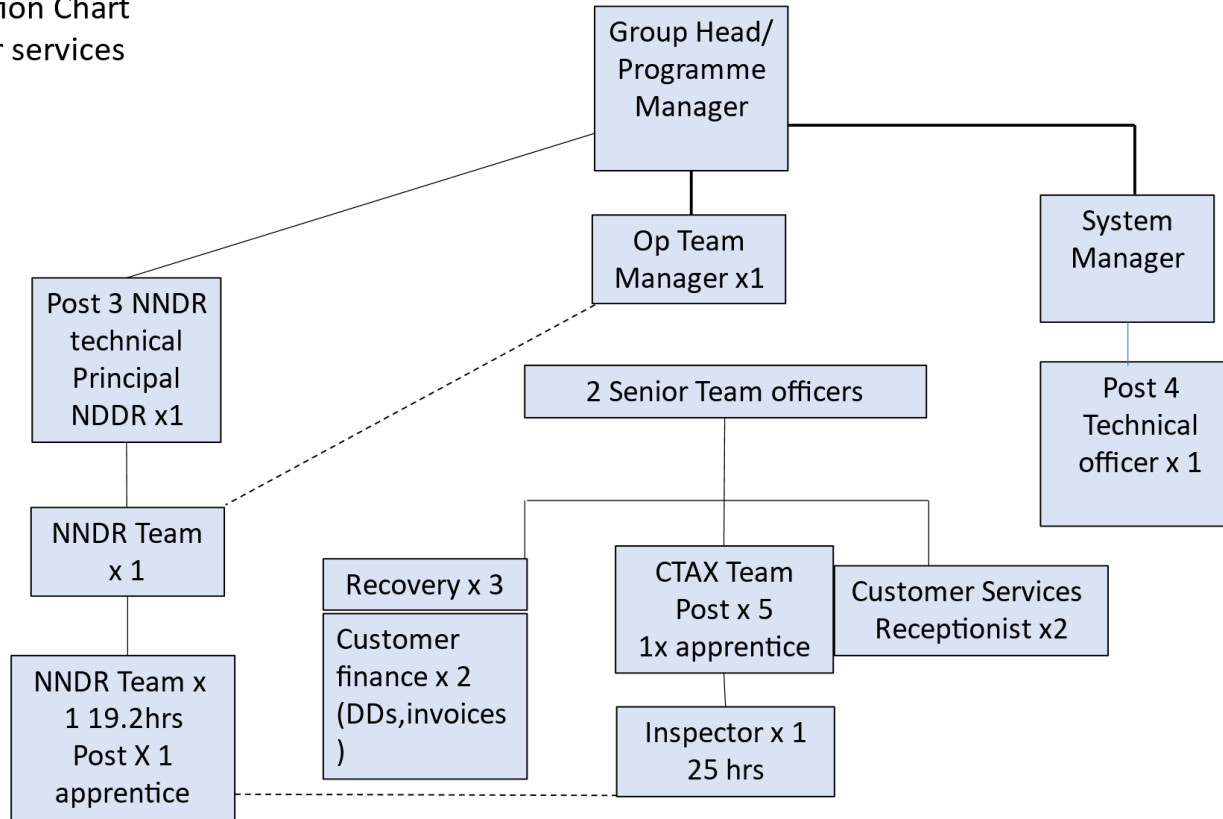 ion Chart
r services
Group Head/
Programme
Manager
Op Team
Manager x1
System
Manager
Post 3 NNDR
technical
Principal
NDDR x1
2 Senior Team officers
Post 4
Technical
officer x 1
NNDR Team
x 1
Recovery x 3
CTAX Team
Post x 5
1x apprentice
Customer Services
Receptionist x2
Customer
finance x 2
(DDs,invoices
)
NNDR Team x
1 19.2hrs
Post X 1
apprentice
Inspector x 1
25 hrs